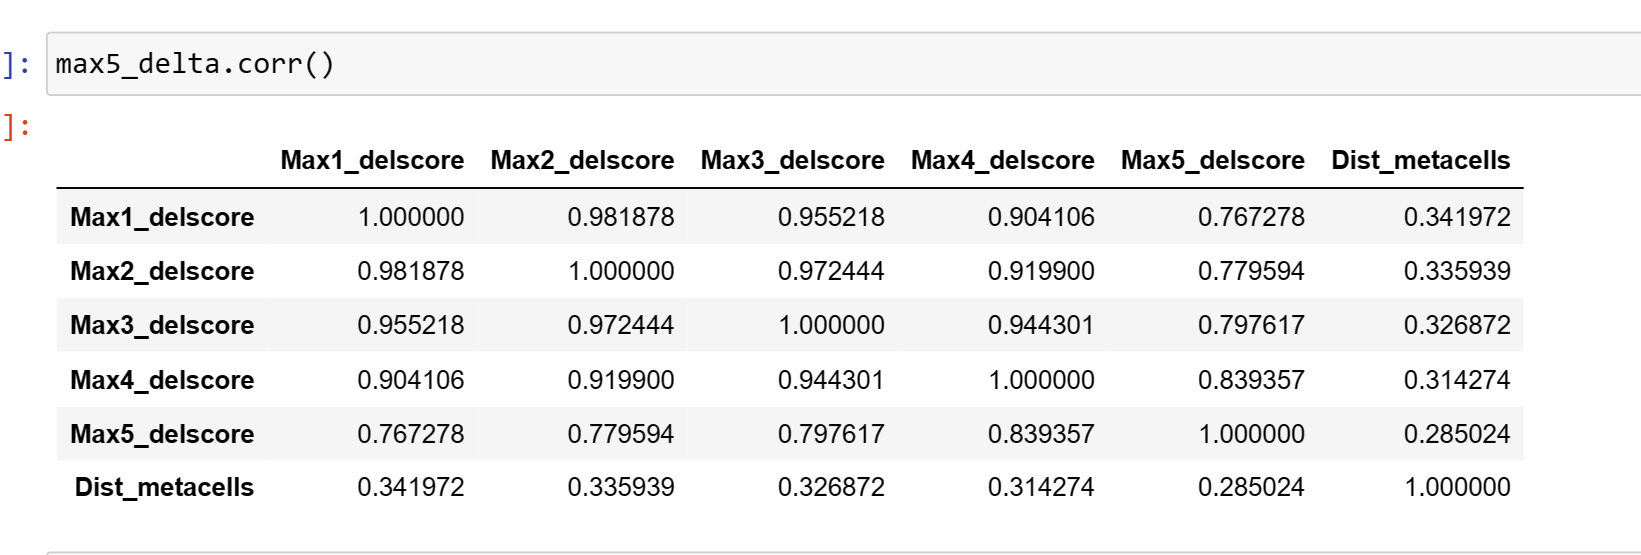 ]: max5_delta.corr()
]:
Max1_delscore Max2_delscore Max3_delscore Max4_delscore Max5_delscore Dist_metacells
Max1_delscore 1.000000 0.981878 0.955218 0.904106 0.767278 0.341972
Max2_delscore 0.981878 1.000000 0.972444 0.919900 0.779594 0.335939
Max3_delscore 0.955218 0.972444 1.000000 0.944301 0.797617 0.326872
Max4_delscore 0.904106 0.919900 0.944301 1.000000 0.839357 0.314274
Max5_delscore 0.767278 0.779594 0.797617 0.839357 1.000000 0.285024
Dist_metacells 0.341972 0.335939 0.326872 0.314274 0.285024 1.000000